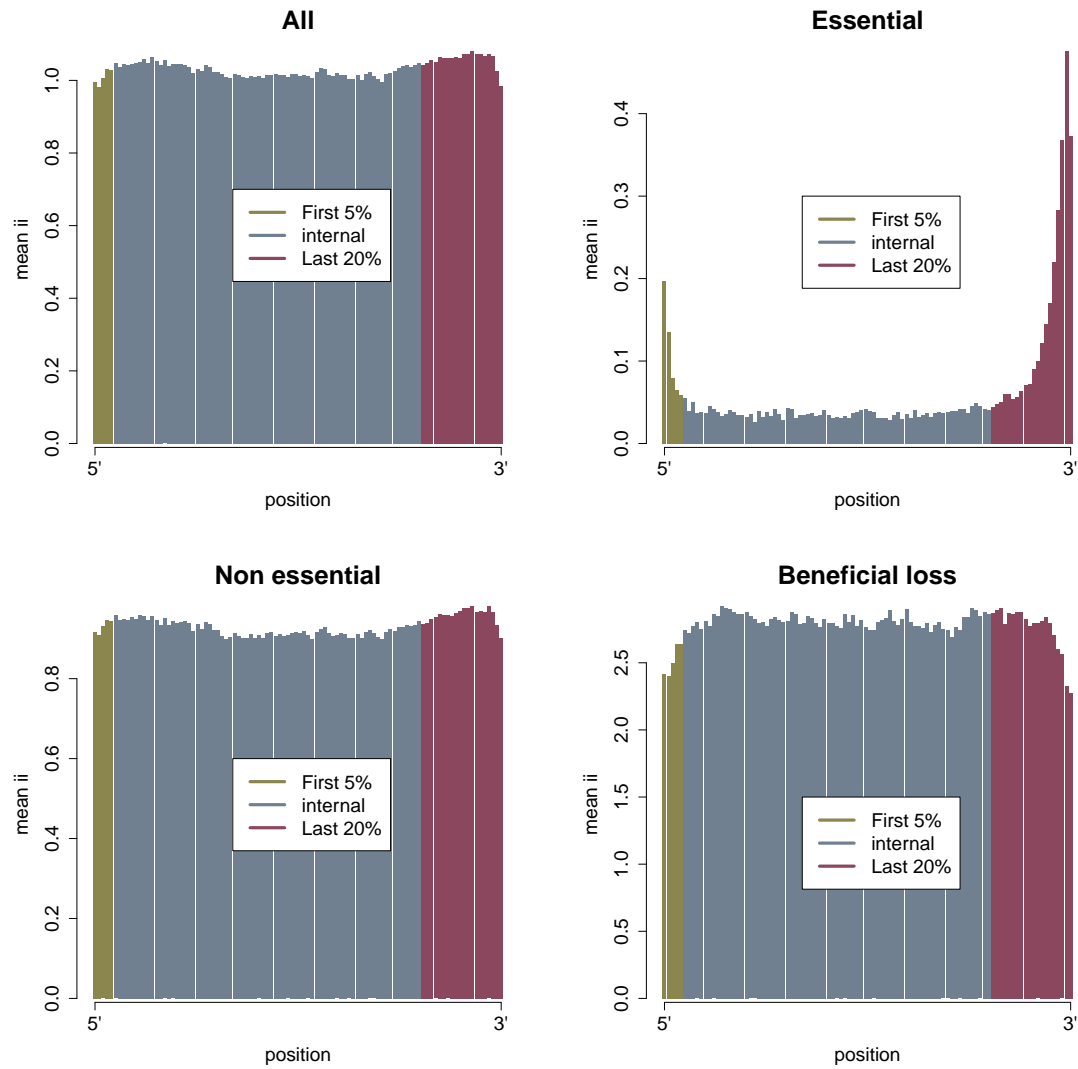 All
mean ii
1.0
0.8
0.6
0.4
0.2
0.0
First 5%
internal
Last 20%
5' 3'
position
Essential
mean ii
0.4
0.3
0.2
0.1
0.0
First 5%
internal
Last 20%
5' 3'
position
Non essential
mean ii
0.8
0.6
0.4
0.2
0.0
First 5%
internal
Last 20%
5' 3'
position
Beneficial loss
mean ii
2.5
2.0
1.5
1.0
0.5
0.0
First 5%
internal
Last 20%
5' 3'
position